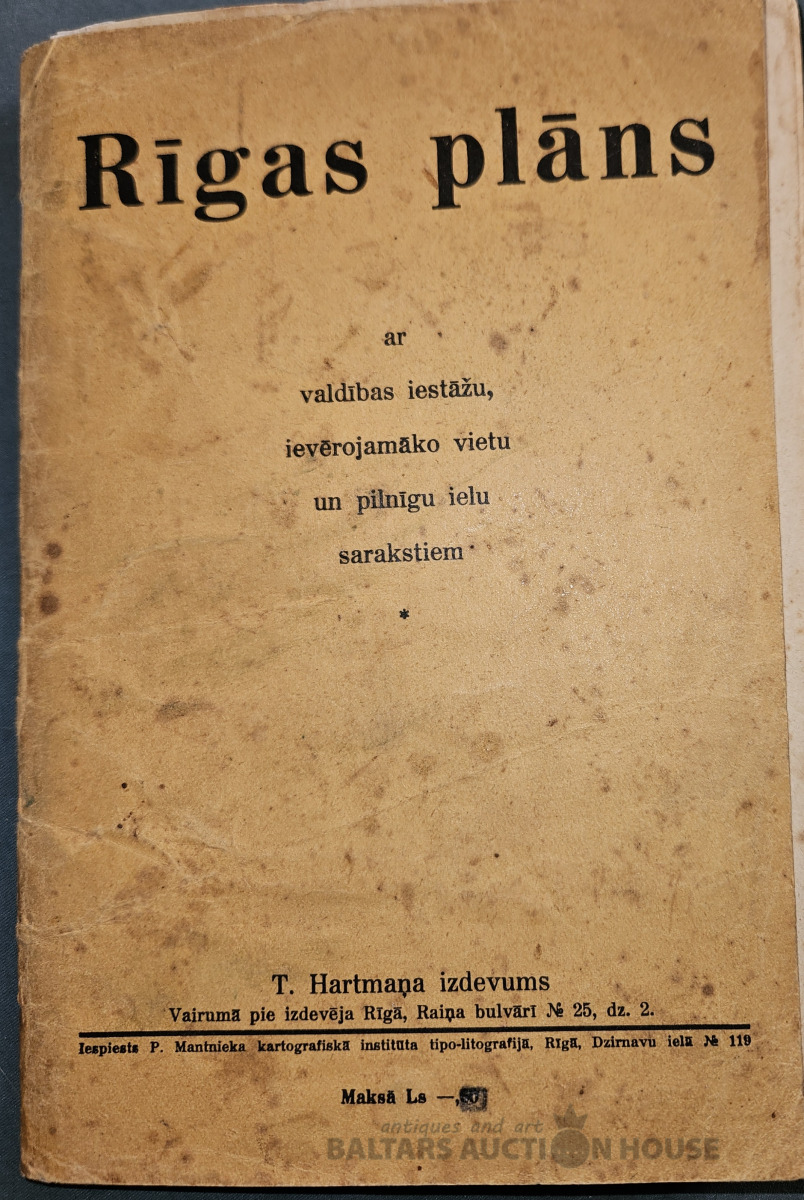 Rīgas plāns
ar
valdības iestāžu,
ievērojamāko vietu
un pilnīgu ielu
sarakstiem
*
T. Hartmaņa izdevums
Vairumā pie izdevēja Rīgā, Raiņa bulvārī № 25, dz. 2.
Iespiests P. Mantnieka kartografiskā institūta tipo-litografijā, Rīgā, Dzirnavu ielā № 119
Maksā Ls —,
antiques and art
BALTARS AUCTION HOUSE